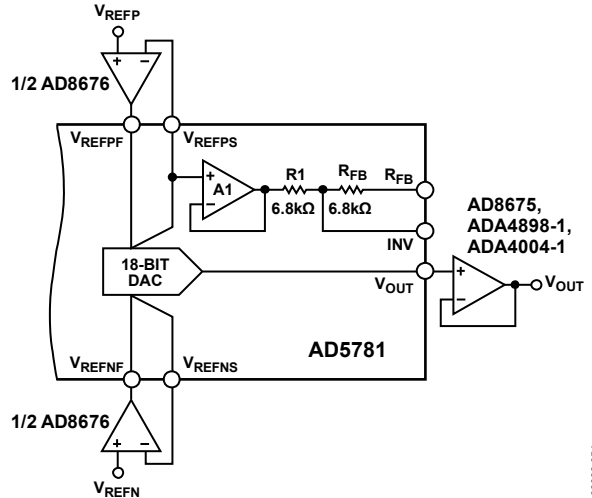 VREFP
+ −
1/2 AD8676
VREFPF
VREFPS
+
A1
−
R1
6.8kΩ
RFB
6.8kΩ
RFB
INV
AD8675,
ADA4898-1,
ADA4004-1
18-BIT
DAC
VOUT
+
−
VOUT
AD5781
VREFNF
VREFNS
1/2 AD8676
+ −
VREFN